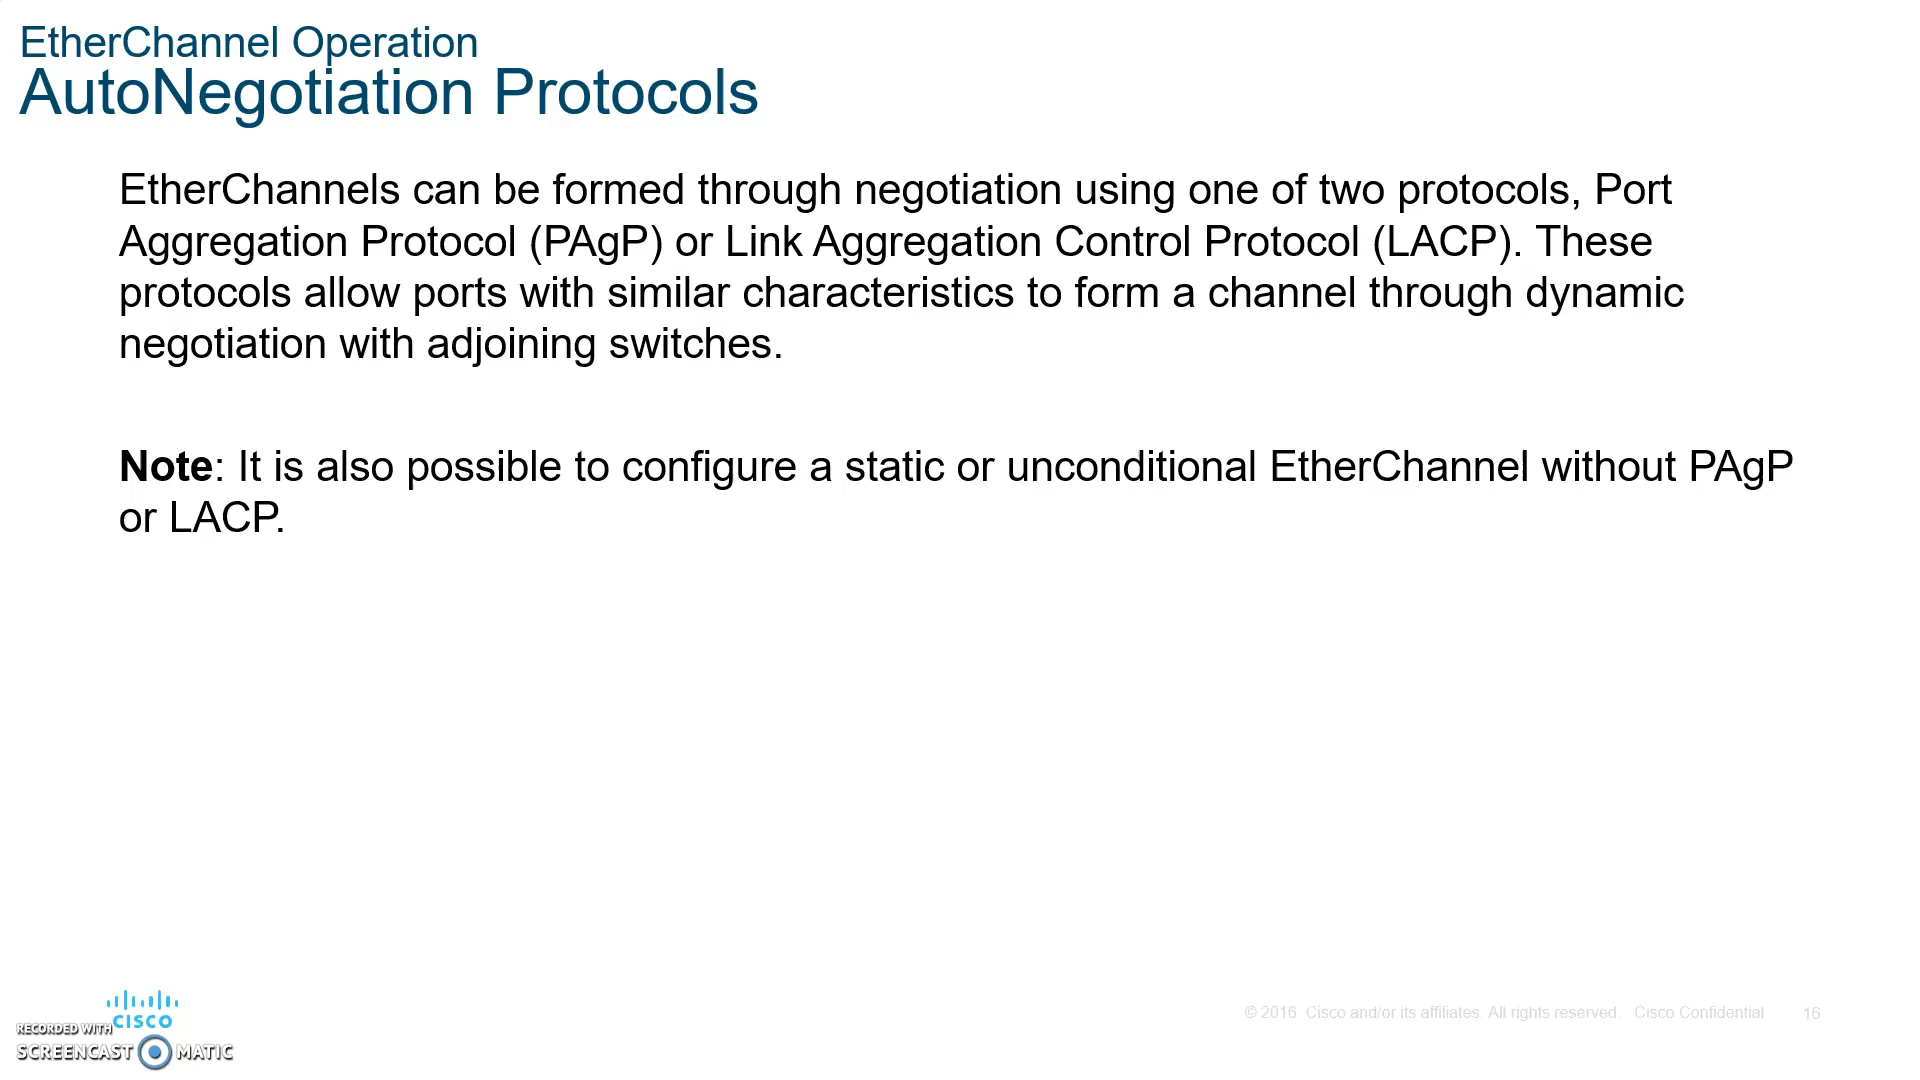 EtherChannel Operation
AutoNegotiation Protocols
EtherChannels can be formed through negotiation using one of two protocols, Port
Aggregation Protocol (PAgP) or Link Aggregation Control Protocol (LACP). These
protocols allow ports with similar characteristics to form a channel through dynamic
negotiation with adjoining switches.
Note: It is also possible to configure a static or unconditional EtherChannel without PAgP
or LACP.
CISCO
RECORDED WITH
SCREENCAST MATIC
© 2016 Cisco and/or its affiliates. All rights reserved. Cisco Confidential 16